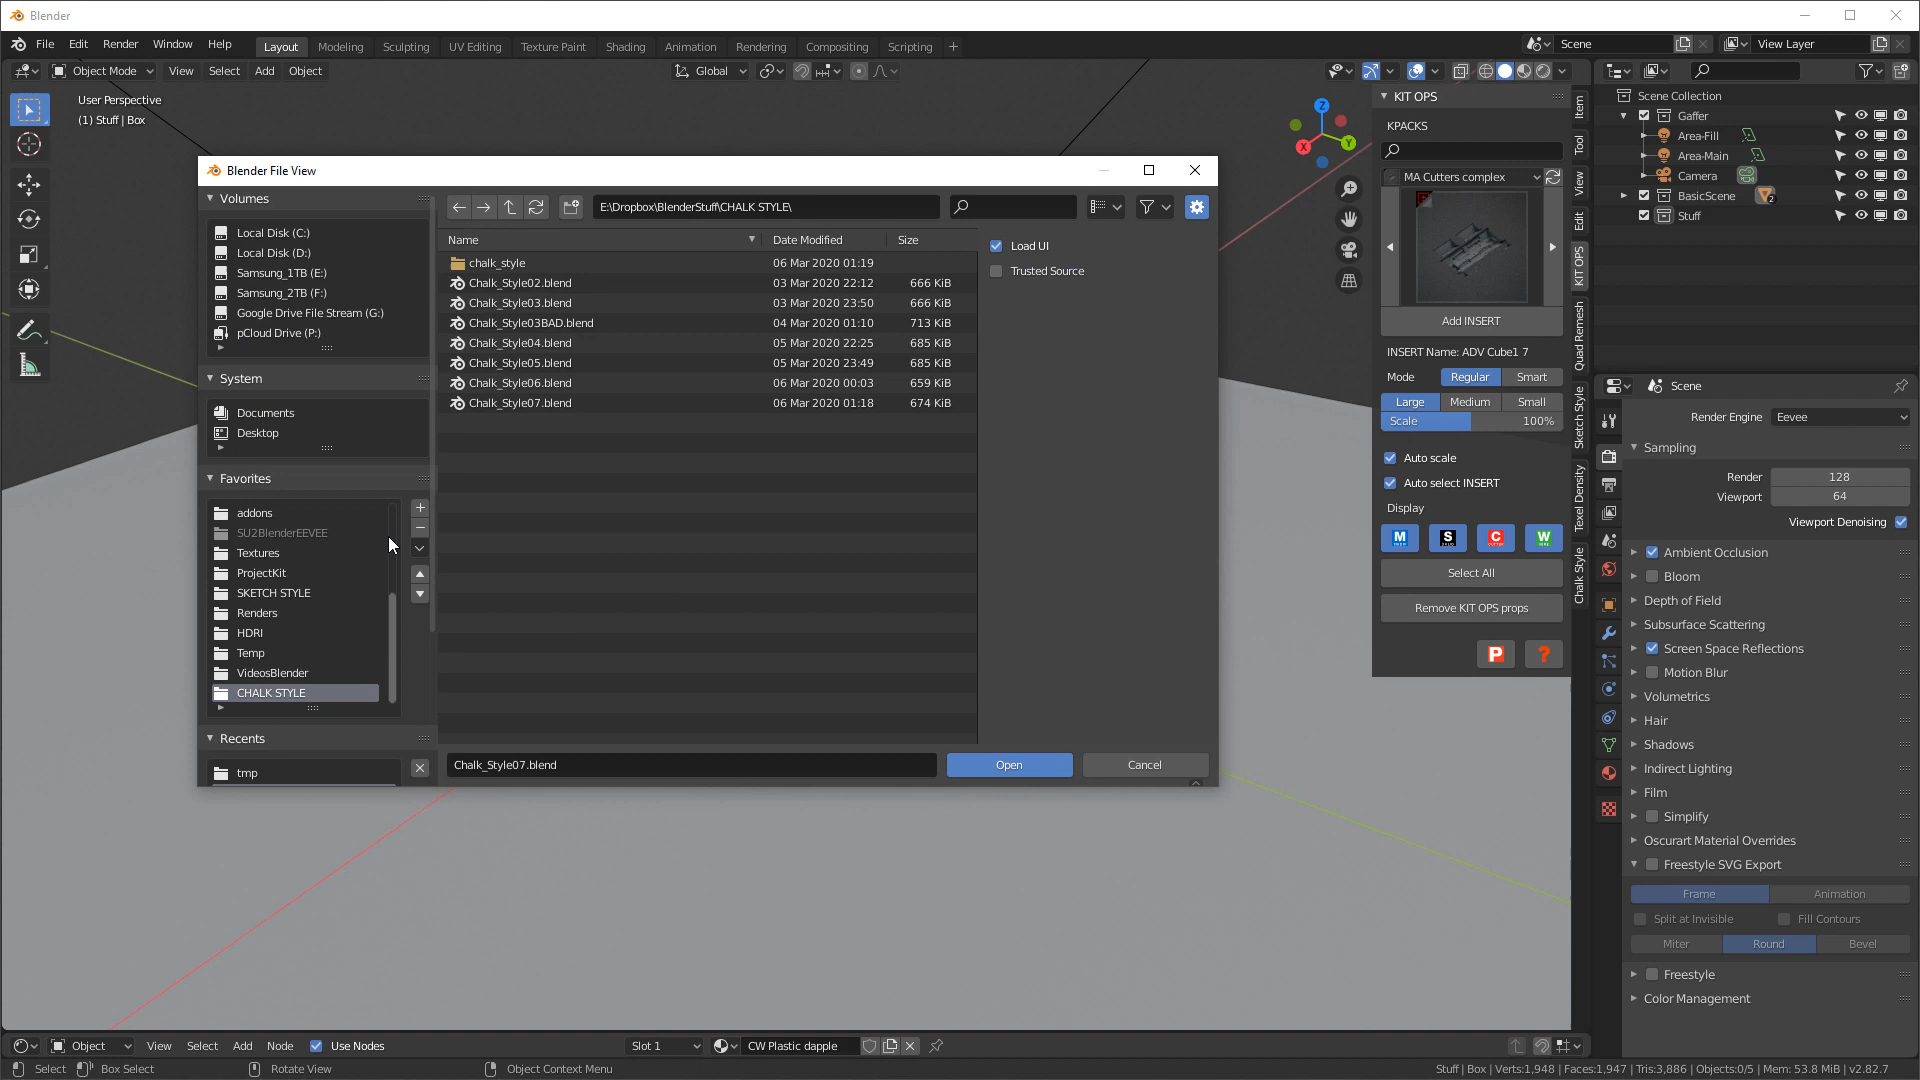 Blender
File Edit Render Window Help Layout Modeling Sculpting UV Editing Texture Paint Shading Animation Rendering Compositing Scripting + Scene View Layer
Object Mode View Select Add Object Global
User Perspective
(1) Stuff | Box
Blender File View
Volumes
Local Disk (C:)
Local Disk (D:)
Samsung_1TB (E:)
Samsung_2TB (F:)
Google Drive File Stream (G:)
pCloud Drive (P:)
System
Documents
Desktop
Favorites
addons
SU2BlenderEEVEE
Textures
ProjectKit
SKETCH STYLE
Renders
HDRI
Temp
VideosBlender
CHALK STYLE
Recents
tmp
E:\Dropbox\BlenderStuff\CHALK STYLE\
Name Date Modified Size
chalk_style 06 Mar 2020 01:19
Chalk_Style02.blend 03 Mar 2020 22:12 666 KiB
Chalk_Style03.blend 03 Mar 2020 23:50 666 KiB
Chalk_Style03BAD.blend 04 Mar 2020 01:10 713 KiB
Chalk_Style04.blend 05 Mar 2020 22:25 685 KiB
Chalk_Style05.blend 05 Mar 2020 23:49 685 KiB
Chalk_Style06.blend 06 Mar 2020 00:03 659 KiB
Chalk_Style07.blend 06 Mar 2020 01:18 674 KiB
Load UI
Trusted Source
Chalk_Style07.blend Open Cancel
Z
Y
X
KIT OPS
KPACKS
MA Cutters complex
Add INSERT
INSERT Name: ADV Cube1 7
Mode Regular Smart
Large Medium Small
Scale 100%
Auto scale
Auto select INSERT
Display
M S C W
Select All
Remove KIT OPS props
P ?
Item
Tool
View
Edit
KIT OPS
Quad Remesh
Sketch Style
Texel Density
Chalk Style
Scene Collection
Gaffer
Area-Fill
Area-Main
Camera
BasicScene 2
Stuff
Scene
Render Engine Eevee
Sampling
Render 128
Viewport 64
Viewport Denoising
Ambient Occlusion
Bloom
Depth of Field
Subsurface Scattering
Screen Space Reflections
Motion Blur
Volumetrics
Hair
Shadows
Indirect Lighting
Film
Simplify
Oscurart Material Overrides
Freestyle SVG Export
Frame Animation
Split at Invisible Fill Contours
Miter Round Bevel
Freestyle
Color Management
Object View Select Add Node Use Nodes Slot 1 CW Plastic dapple
Select Box Select Rotate View Object Context Menu Stuff | Box | Verts:1,948 | Faces:1,947 | Tris:3,886 | Objects:0/5 | Mem: 53.8 MiB | v2.82.7